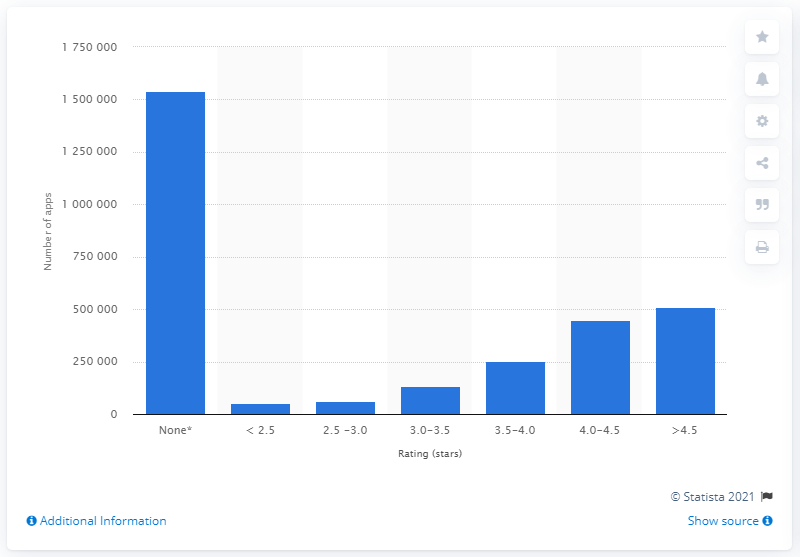 1 750 000
1 500 000
1 250 000
1 000 000
750 000
500 000
250 000
0
Number of apps
None*
< 2.5
2.5 -3.0
3.0-3.5
3.5-4.0
4.0-4.5
>4.5
Rating (stars)
© Statista 2021
Additional Information
Show source